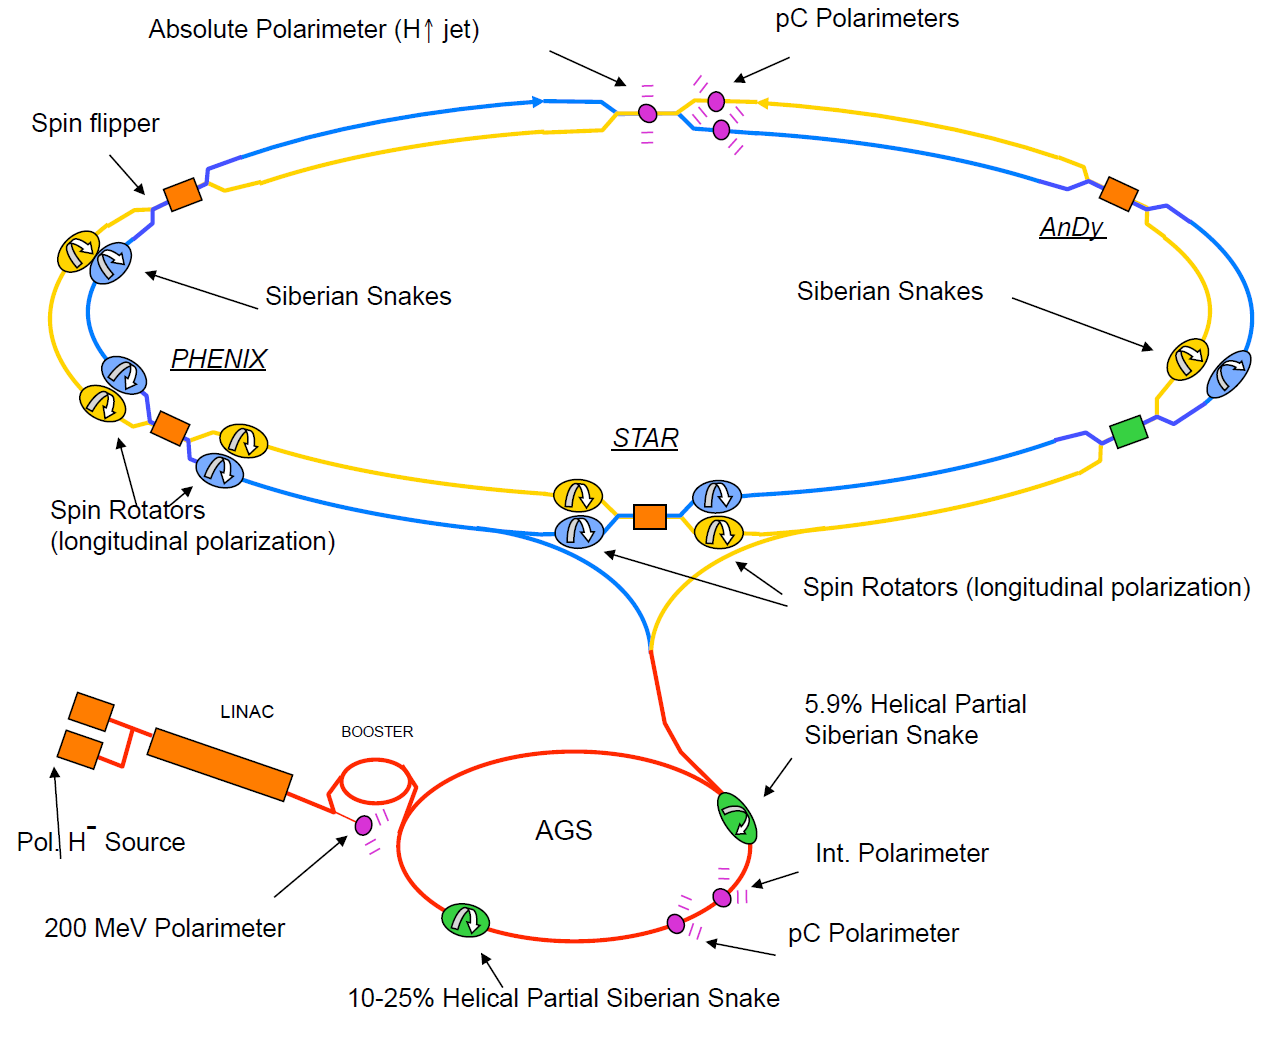 Absolute Polarimeter (H↑ jet)
pC Polarimeters
Spin flipper
AnDy
Siberian Snakes
Siberian Snakes
PHENIX
STAR
Spin Rotators
(longitudinal polarization)
Spin Rotators (longitudinal polarization)
LINAC
BOOSTER
5.9% Helical Partial
Siberian Snake
AGS
Pol. H⁻ Source
Int. Polarimeter
200 MeV Polarimeter
pC Polarimeter
10-25% Helical Partial Siberian Snake